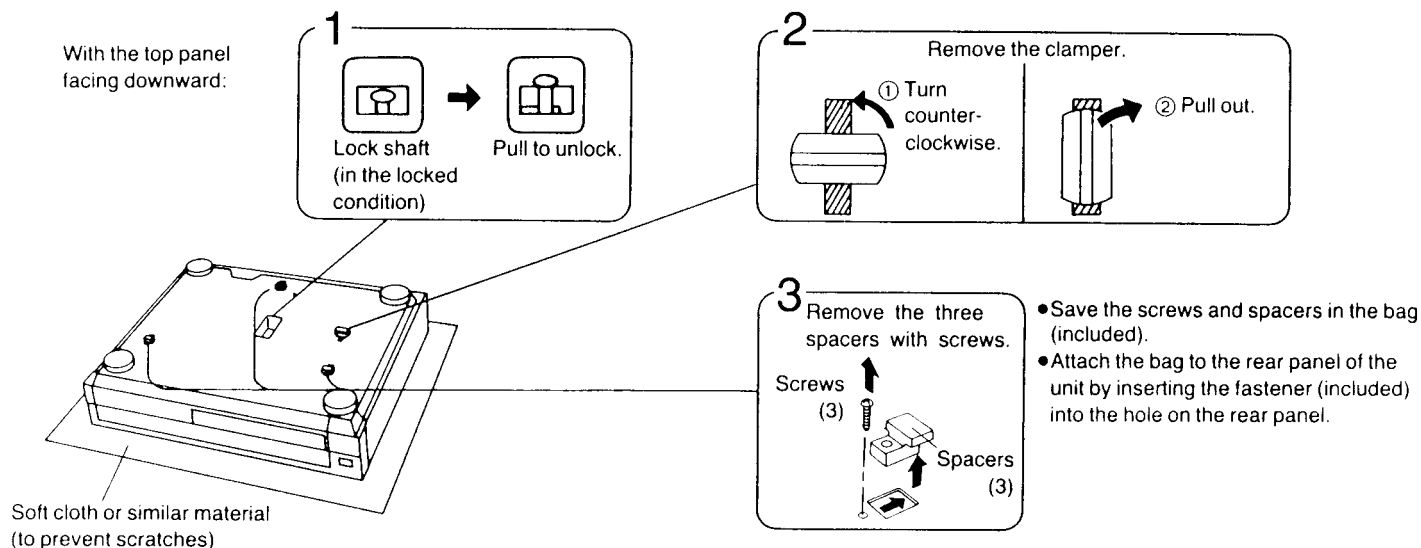 With the top panel
facing downward:
1
Lock shaft
(in the locked
condition)
Pull to unlock.
2
Remove the clamper.
① Turn
counter-
clockwise.
② Pull out.
3
Remove the three
spacers with screws.
Screws
(3)
Spacers
(3)
●Save the screws and spacers in the bag
(included).
●Attach the bag to the rear panel of the
unit by inserting the fastener (included)
into the hole on the rear panel.
Soft cloth or similar material
(to prevent scratches)